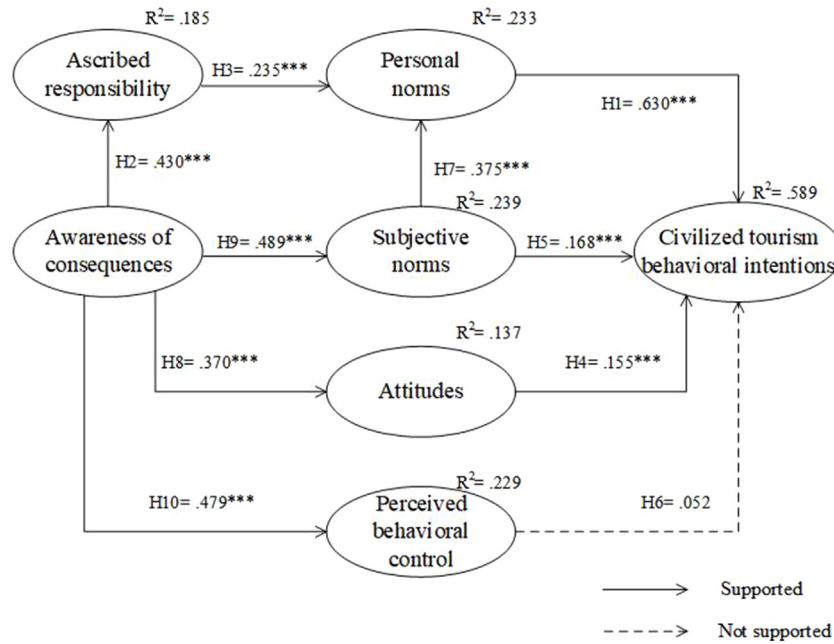 R²= .185
R²= .233
Ascribed
responsibility
H3= .235***
Personal
norms
H1= .630***
H2= .430***
H7= .375***
R²= .239
R²= .589
Awareness of
consequences
H9= .489***
Subjective
norms
H5= .168***
Civilized tourism
behavioral intentions
R²= .137
H8= .370***
Attitudes
H4= .155***
R²= .229
H10= .479***
Perceived
behavioral
control
H6= .052
Supported
Not supported